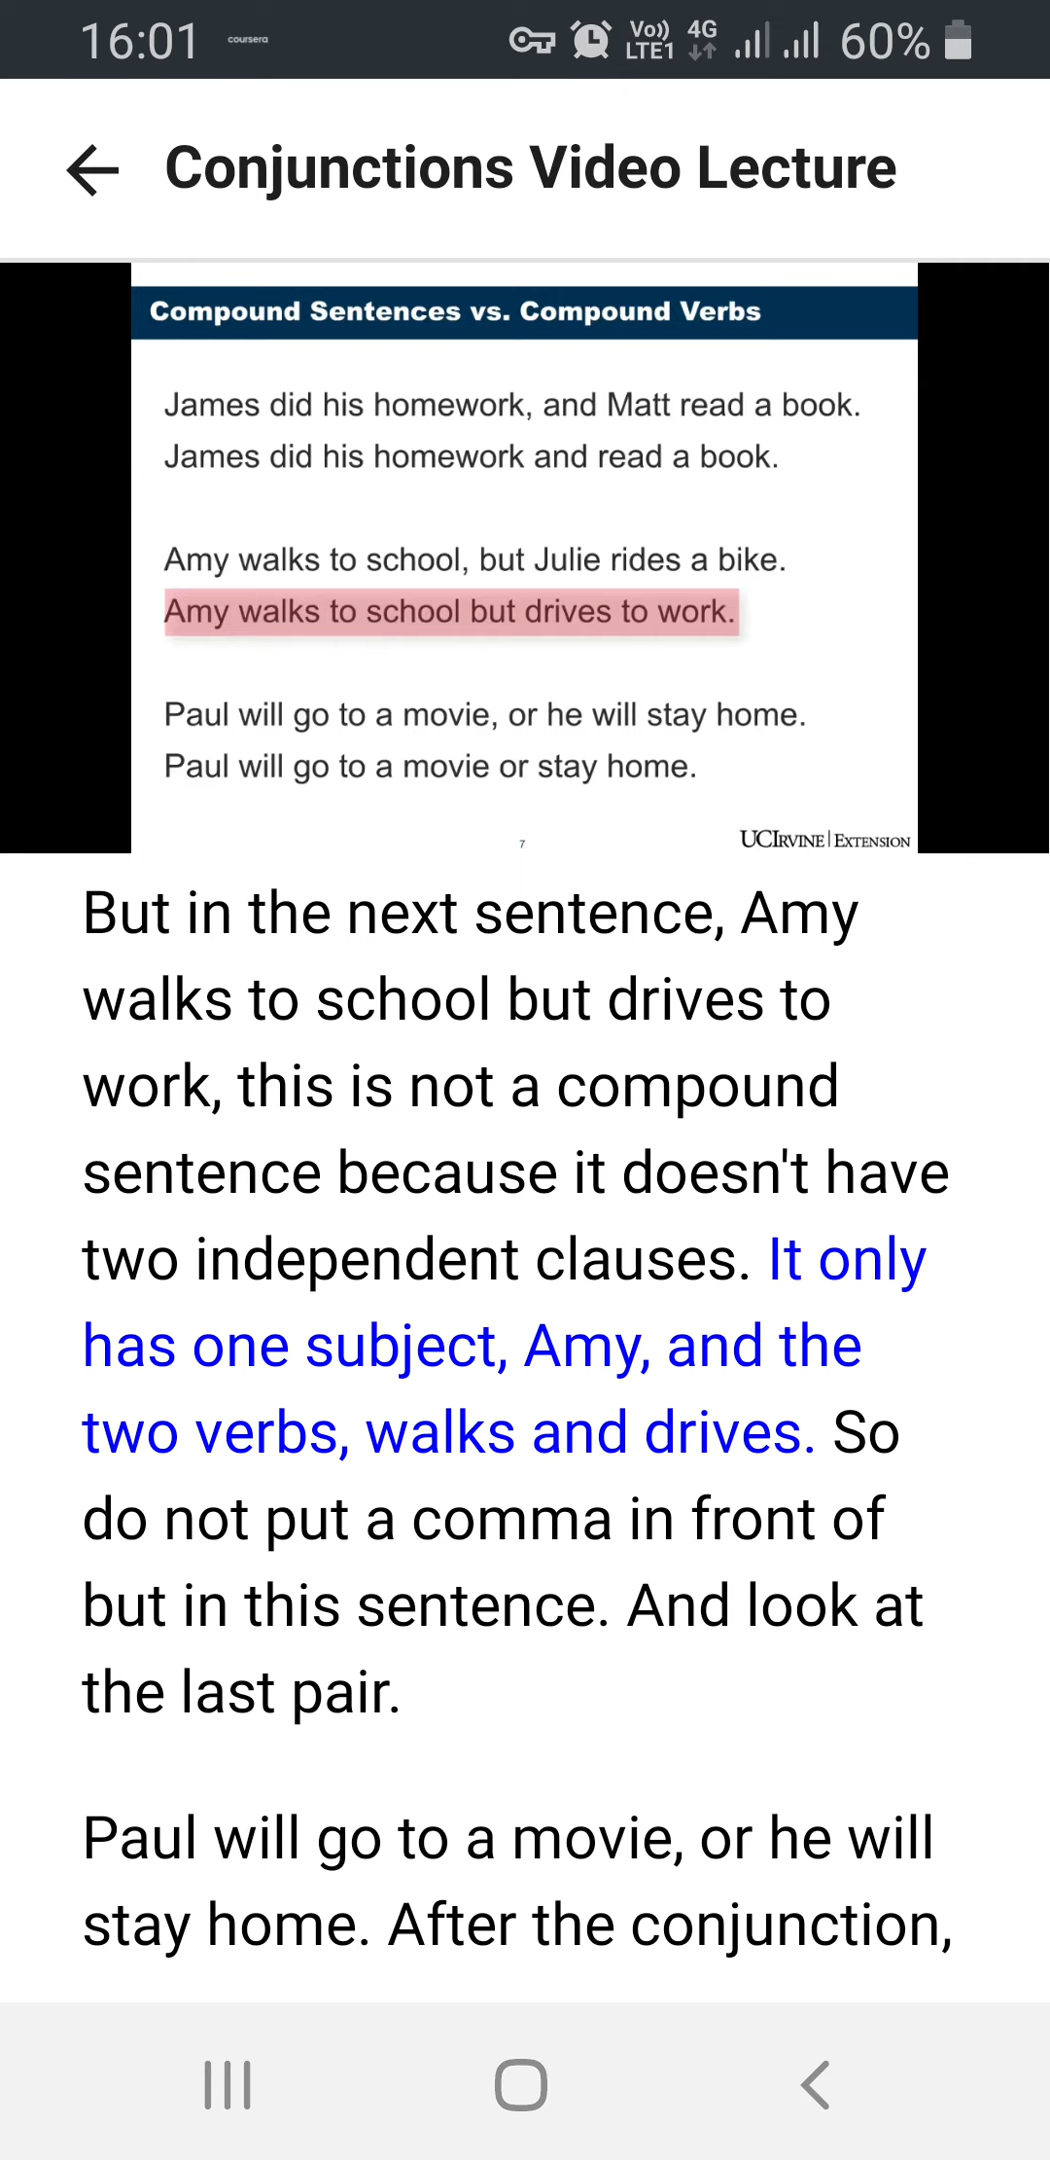 16:01 coursera Vo)) LTE1 4G 60%
Conjunctions Video Lecture
Compound Sentences vs. Compound Verbs
James did his homework, and Matt read a book.
James did his homework and read a book.
Amy walks to school, but Julie rides a bike.
Amy walks to school but drives to work.
Paul will go to a movie, or he will stay home.
Paul will go to a movie or stay home.
7 UCIRVINE | EXTENSION
But in the next sentence, Amy
walks to school but drives to
work, this is not a compound
sentence because it doesn't have
two independent clauses. It only
has one subject, Amy, and the
two verbs, walks and drives. So
do not put a comma in front of
but in this sentence. And look at
the last pair.
Paul will go to a movie, or he will
stay home. After the conjunction,